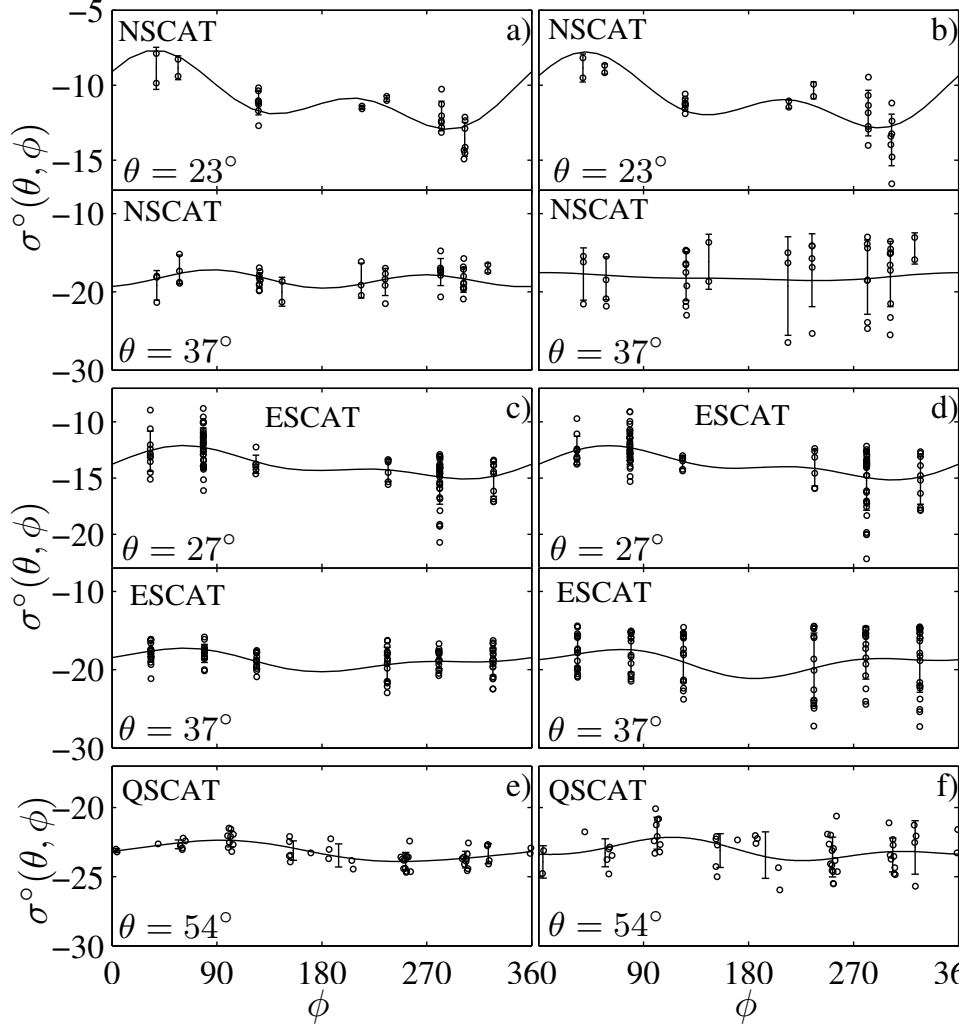 −5
NSCAT a) NSCAT b)
−10
−15
θ = 23° θ = 23°
σ°(θ, ϕ)
NSCAT NSCAT
−10
−20
θ = 37° θ = 37°
−30
ESCAT c) ESCAT d)
−10
−15
−20
θ = 27° θ = 27°
σ°(θ, ϕ)
ESCAT ESCAT
−10
−20
θ = 37° θ = 37°
−30
QSCAT e) QSCAT f)
−20
σ°(θ, ϕ)
−25
θ = 54° θ = 54°
−30
0 90 180 270 360 90 180 270 36
ϕ ϕ